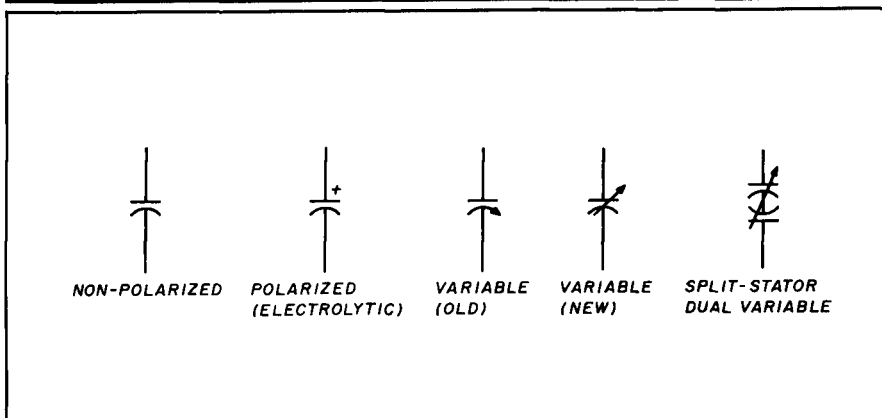 +
NON-POLARIZED
POLARIZED
(ELECTROLYTIC)
VARIABLE
(OLD)
VARIABLE
(NEW)
SPLIT-STATOR
DUAL VARIABLE